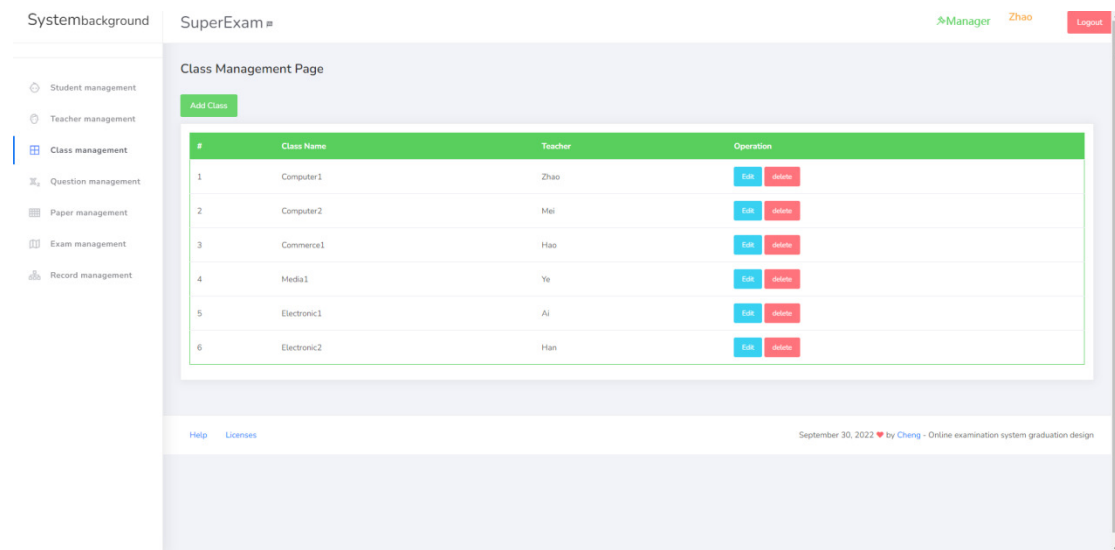 Systembackground
SuperExam
Manager
Zhao
Logout
Student management
Teacher management
Class management
Question management
Paper management
Exam management
Record management
Class Management Page
Add Class
# Class Name Teacher Operation
1 Computer1 Zhao Edit delete
2 Computer2 Mei Edit delete
3 Commerce1 Hao Edit delete
4 Media1 Ye Edit delete
5 Electronic1 Ai Edit delete
6 Electronic2 Han Edit delete
Help Licenses
September 30, 2022 ❤ by Cheng - Online examination system graduation design